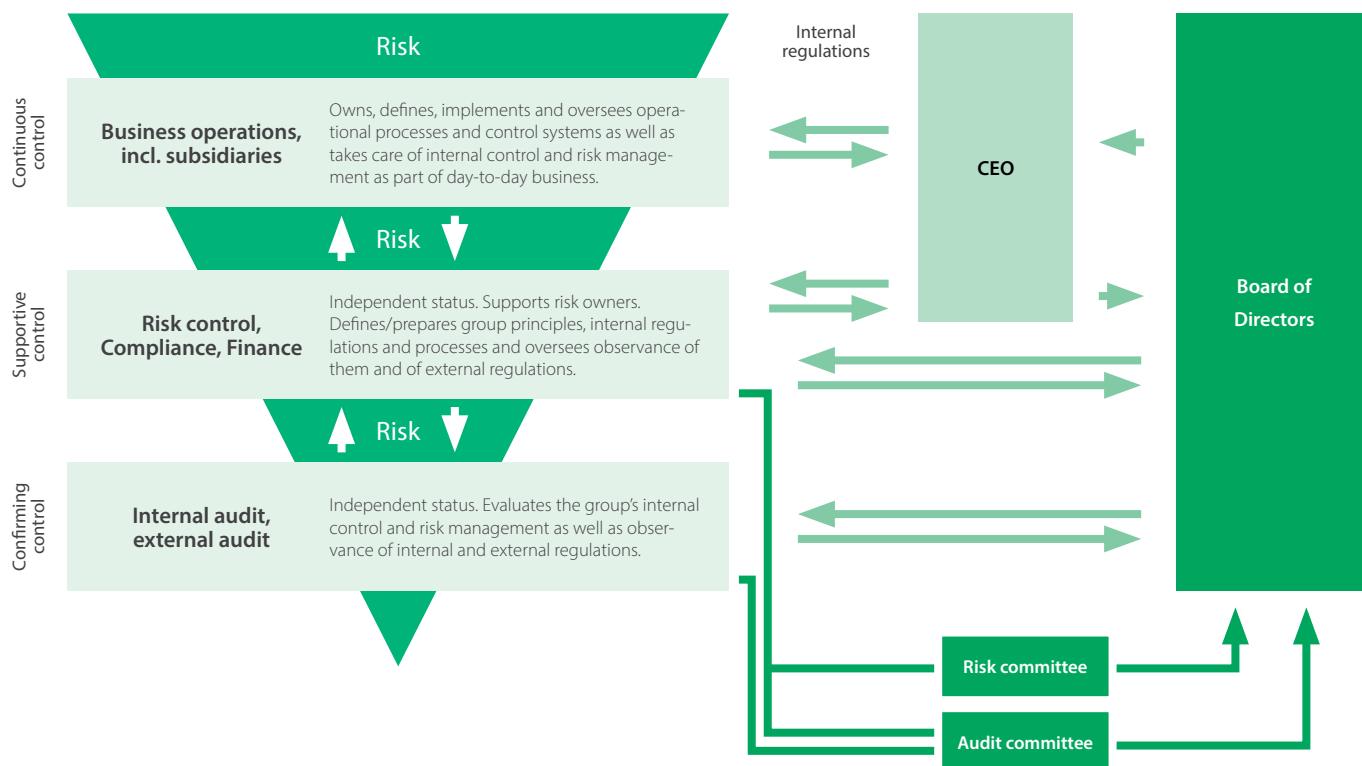 Risk
Internal
regulations
Continuous
control
Business operations,
incl. subsidiaries
Owns, defines, implements and oversees opera-
tional processes and control systems as well as
takes care of internal control and risk manage-
ment as part of day-to-day business.
CEO
Risk
Supportive
control
Risk control,
Compliance, Finance
Independent status. Supports risk owners.
Defines/prepares group principles, internal regu-
lations and processes and oversees observance of
them and of external regulations.
Board of
Directors
Risk
Confirming
control
Internal audit,
external audit
Independent status. Evaluates the group's internal
control and risk management as well as obser-
vance of internal and external regulations.
Risk committee
Audit committee